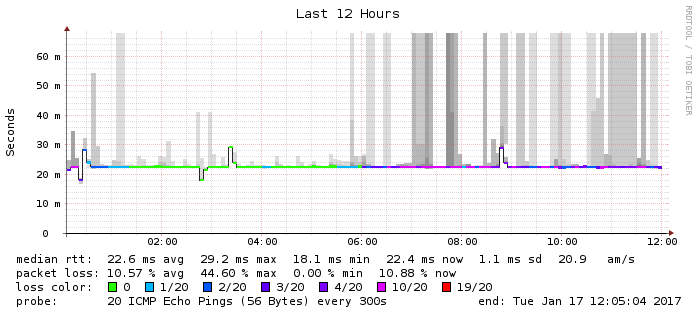 Last 12 Hours
RRDTOOL / TOBI OETIKER
Seconds
60 m
50 m
40 m
30 m
20 m
10 m
0
02:00 04:00 06:00 08:00 10:00 12:00
median rtt: 22.6 ms avg 29.2 ms max 18.1 ms min 22.4 ms now 1.1 ms sd 20.9 am/s
packet loss: 10.57 % avg 44.60 % max 0.00 % min 10.88 % now
loss color: 0 1/20 2/20 3/20 4/20 10/20 19/20
probe: 20 ICMP Echo Pings (56 Bytes) every 300s end: Tue Jan 17 12:05:04 2017